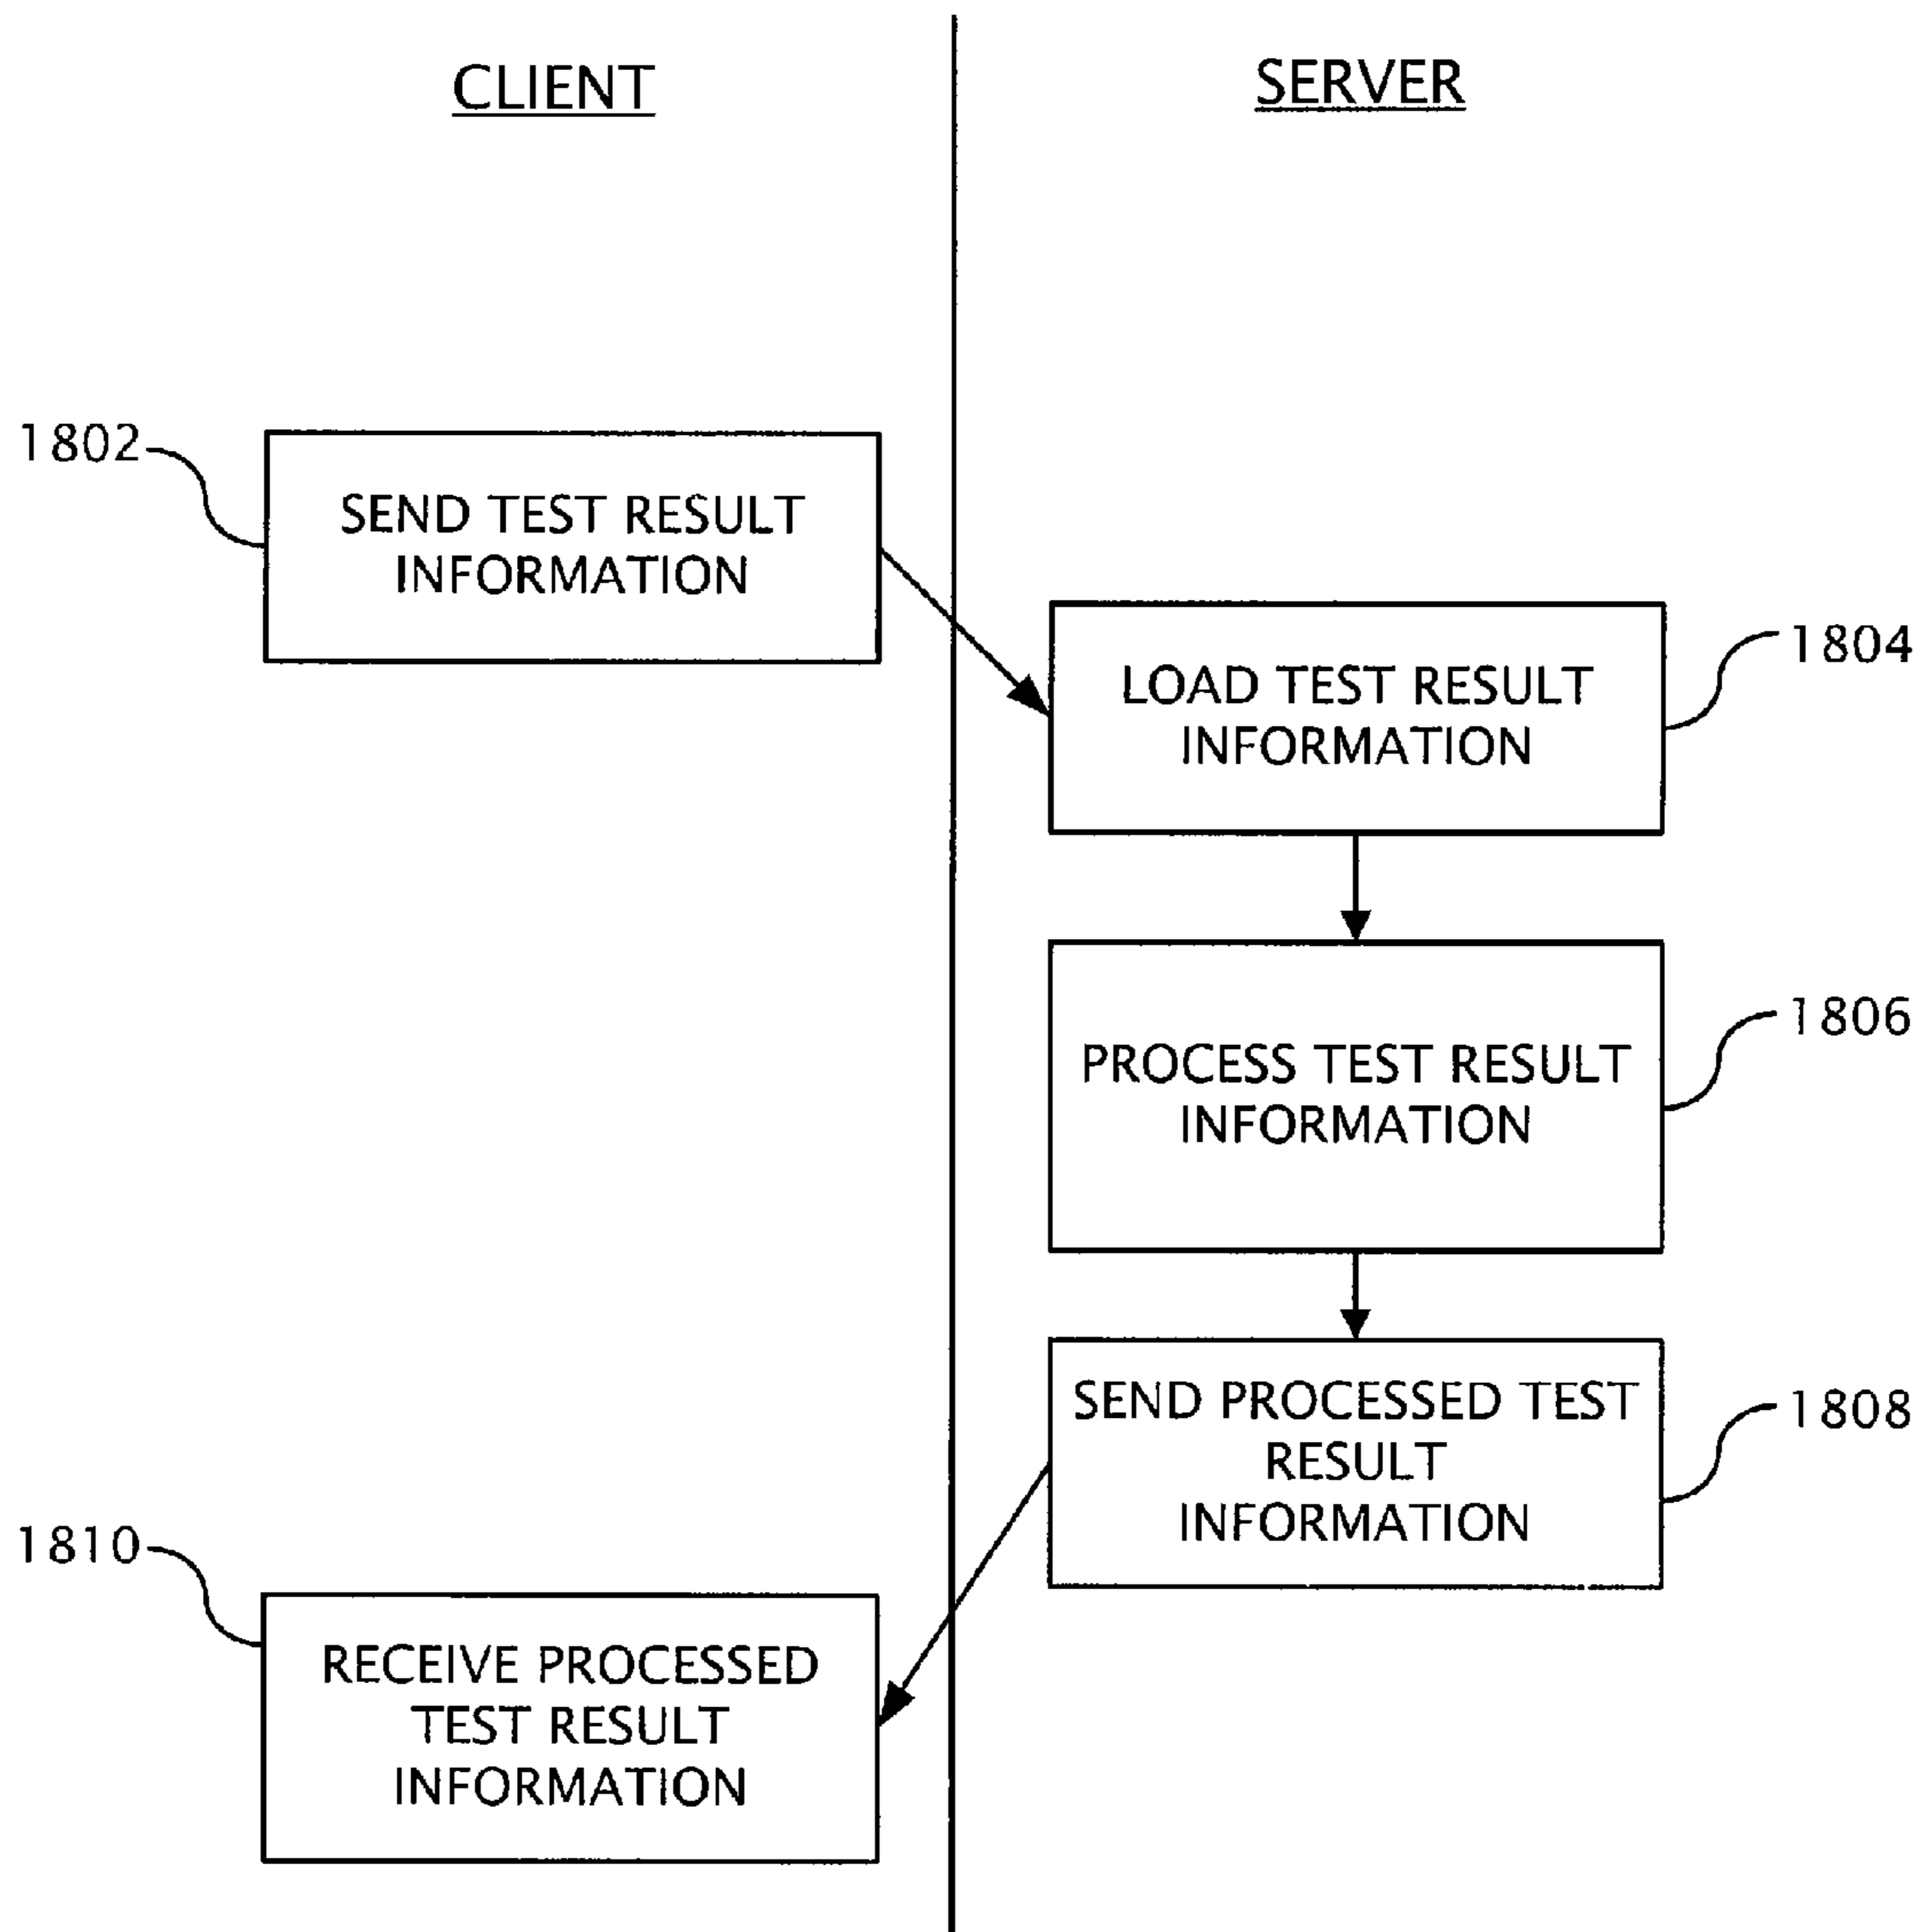 CLIENT
SERVER
1802
SEND TEST RESULT
INFORMATION
1804
LOAD TEST RESULT
INFORMATION
1806
PROCESS TEST RESULT
INFORMATION
1808
SEND PROCESSED TEST
RESULT
INFORMATION
1810
RECEIVE PROCESSED
TEST RESULT
INFORMATION